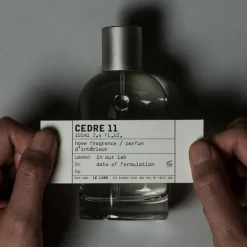 CEDRE 11
100ml 3.4 fl.oz.
home fragrance / parfum
d'intérieur
in our lab
On date of formulation
For
LE LABO